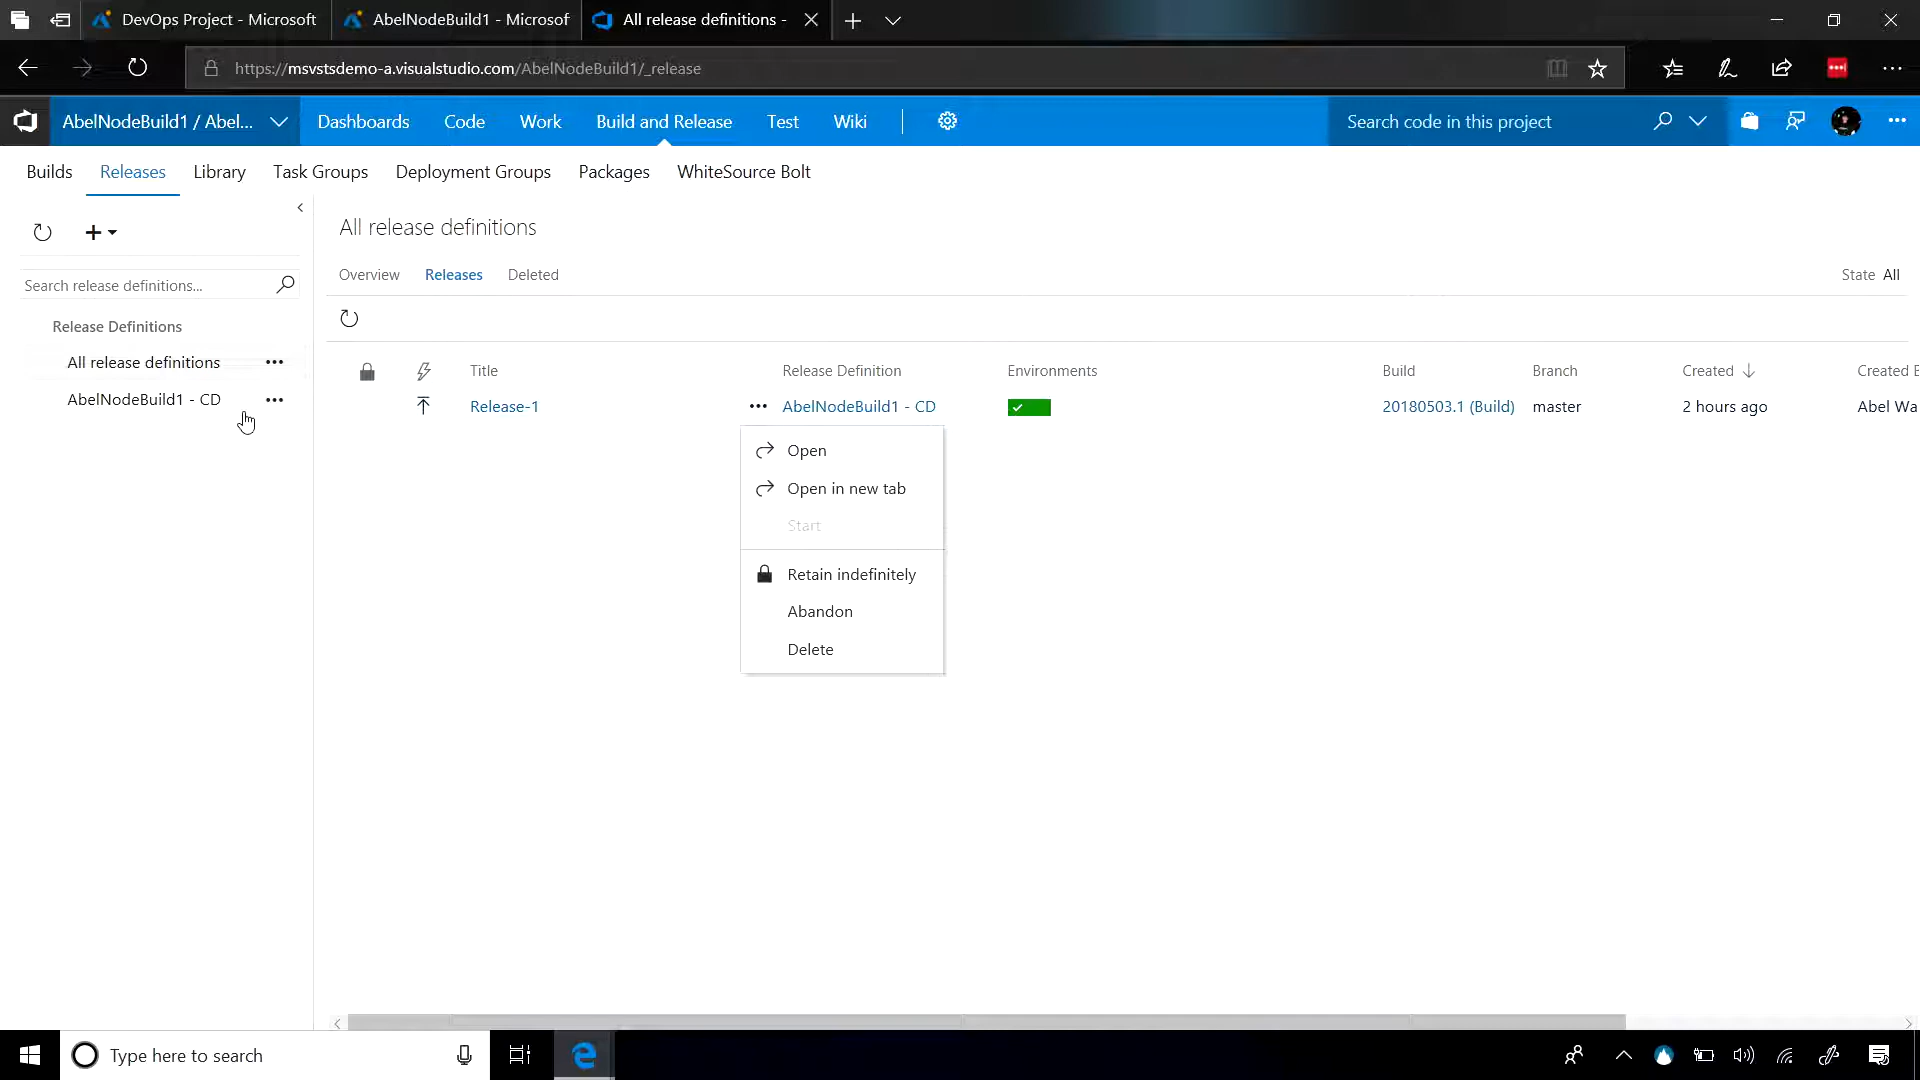 DevOps Project - Microsoft
AbelNodeBuild1 - Microsof
All release definitions -
https://msvstsdemo-a.visualstudio.com/AbelNodeBuild1/_release
AbelNodeBuild1 / Abel...
Dashboards
Code
Work
Build and Release
Test
Wiki
Search code in this project
Builds
Releases
Library
Task Groups
Deployment Groups
Packages
WhiteSource Bolt
All release definitions
Overview
Releases
Deleted
State All
Search release definitions...
Release Definitions
All release definitions
AbelNodeBuild1 - CD
Title
Release Definition
Environments
Build
Branch
Created
Created B
Release-1
AbelNodeBuild1 - CD
20180503.1 (Build)
master
2 hours ago
Abel Wa
Open
Open in new tab
Start
Retain indefinitely
Abandon
Delete
Type here to search